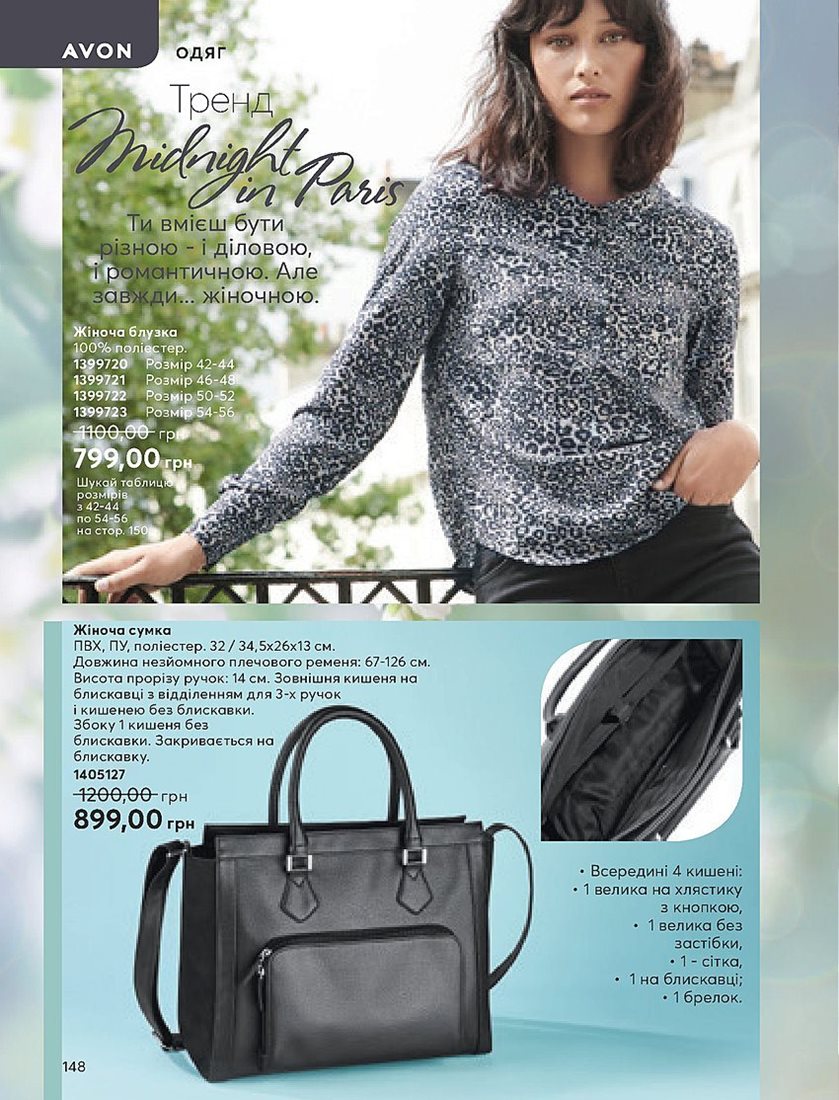 AVON
ОДЯГ
Тренд
Midnight
in Paris
Ти вмієш бути
різною - і діловою,
і романтичною. Але
завжди... жіночною.
Жіноча блузка
100% поліестер.
1399720 Розмір 42-44
1399721 Розмір 46-48
1399722 Розмір 50-52
1399723 Розмір 54-56
1100,00 грн
799,00 грн
Шукай таблицю
розмірів
з 42-44
по 54-56
на стор. 150
Жіноча сумка
ПВХ, ПУ, поліестер. 32 / 34,5х26х13 см.
Довжина незйомного плечового ременя: 67-126 см.
Висота прорізу ручок: 14 см. Зовнішня кишеня на
блискавці з відділенням для 3-х ручок
і кишенею без блискавки.
Збоку 1 кишеня без
блискавки. Закривається на
блискавку.
1405127
1200,00 грн
899,00 грн
• Всередині 4 кишені:
• 1 велика на хлястику
з кнопкою,
• 1 велика без
застібки,
• 1 - сітка,
• 1 на блискавці;
• 1 брелок.
148